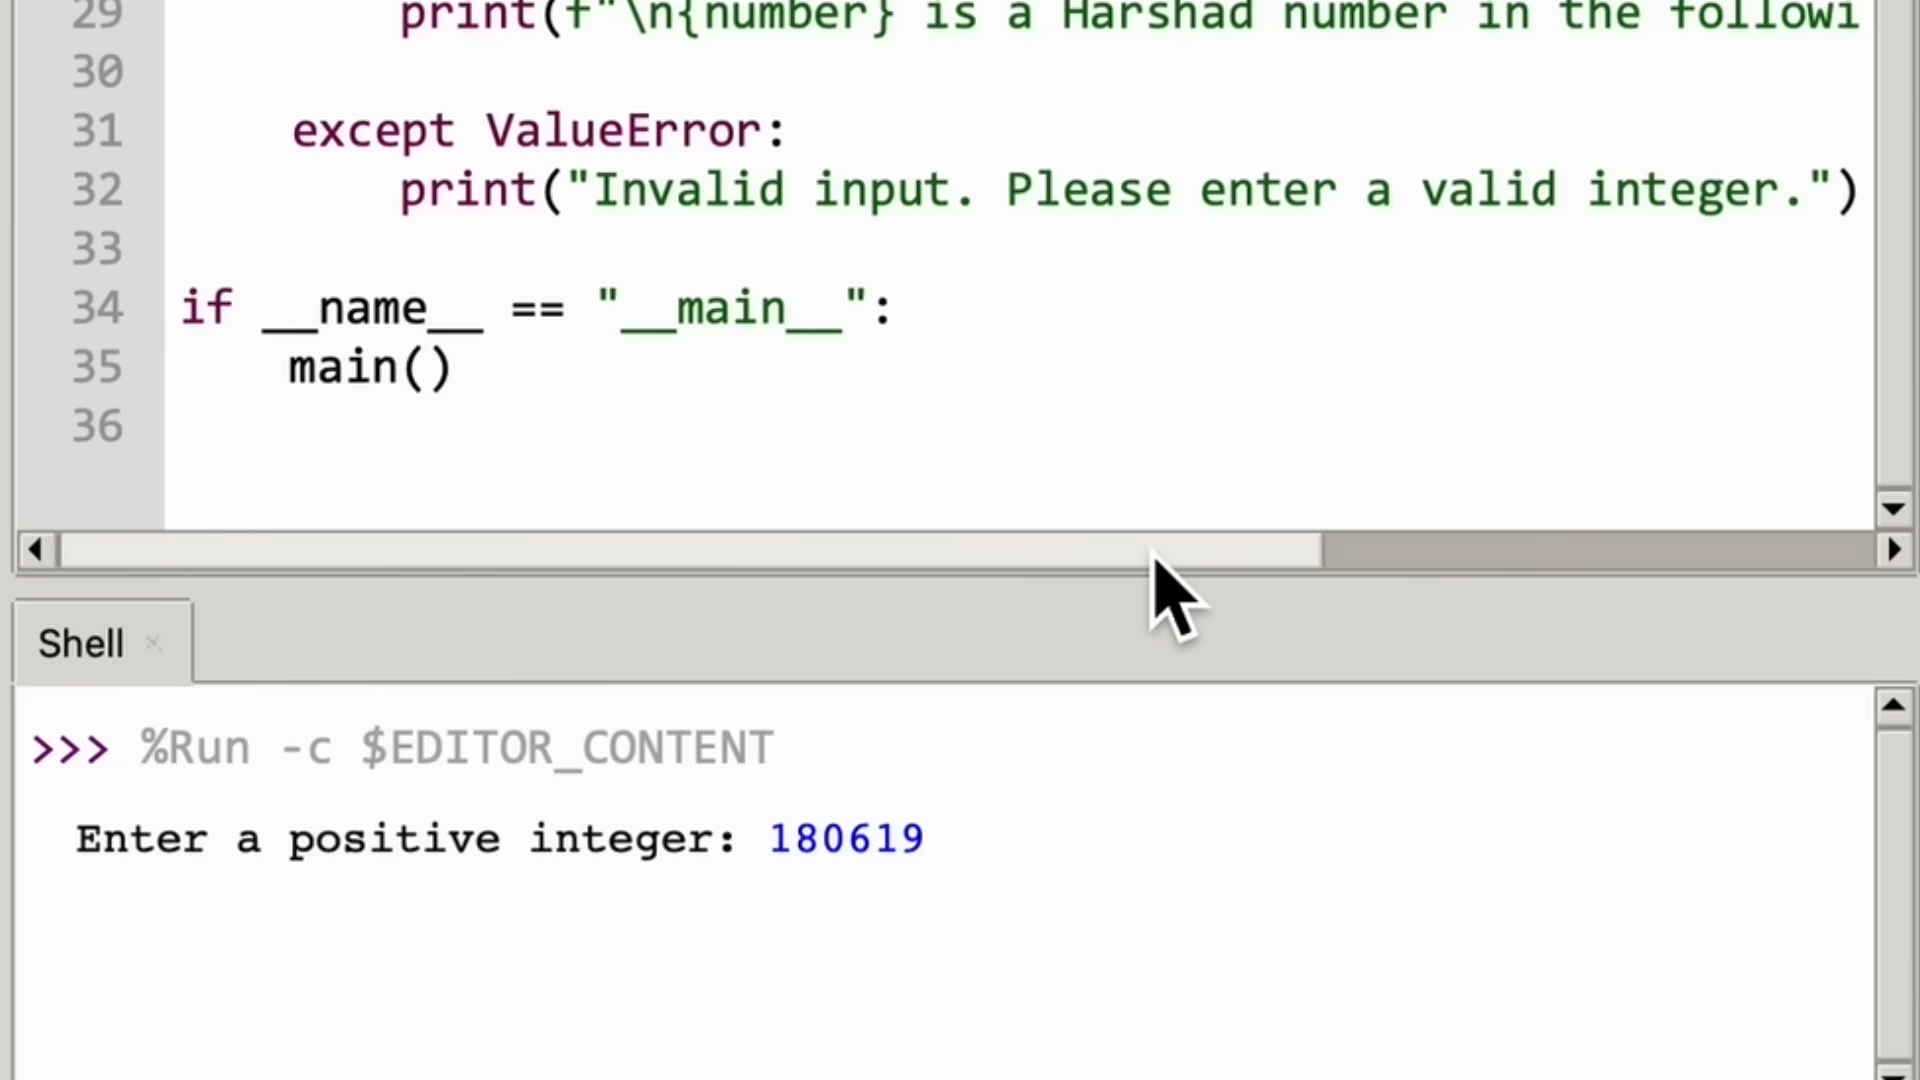 29 print(f"\n{number} is a Harshad number in the followi
30
31 except ValueError:
32 print("Invalid input. Please enter a valid integer.")
33
34 if __name__ == "__main__":
35 main()
36
Shell
>>> %Run -c $EDITOR_CONTENT
Enter a positive integer: 180619